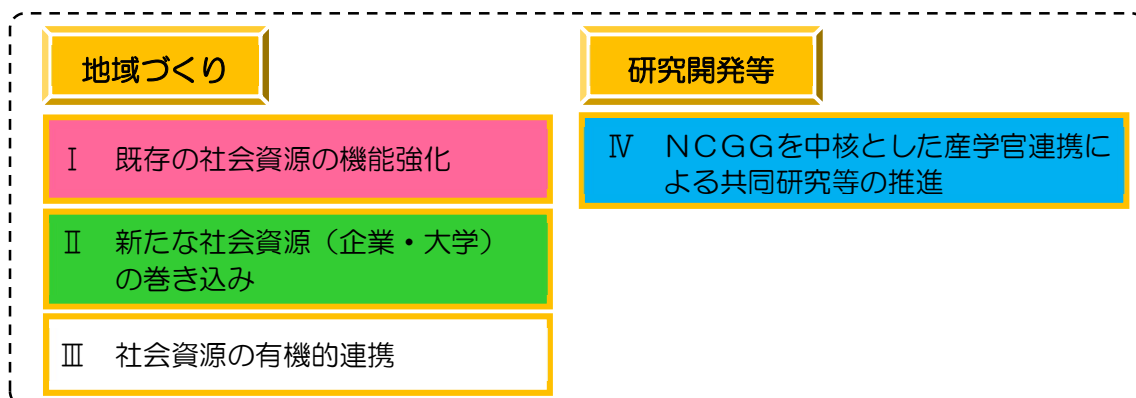 地域づくり
Ⅰ 既存の社会資源の機能強化
Ⅱ 新たな社会資源（企業・大学）
の巻き込み
Ⅲ 社会資源の有機的連携
研究開発等
Ⅳ ＮＣＧＧを中核とした産学官連携に
よる共同研究等の推進